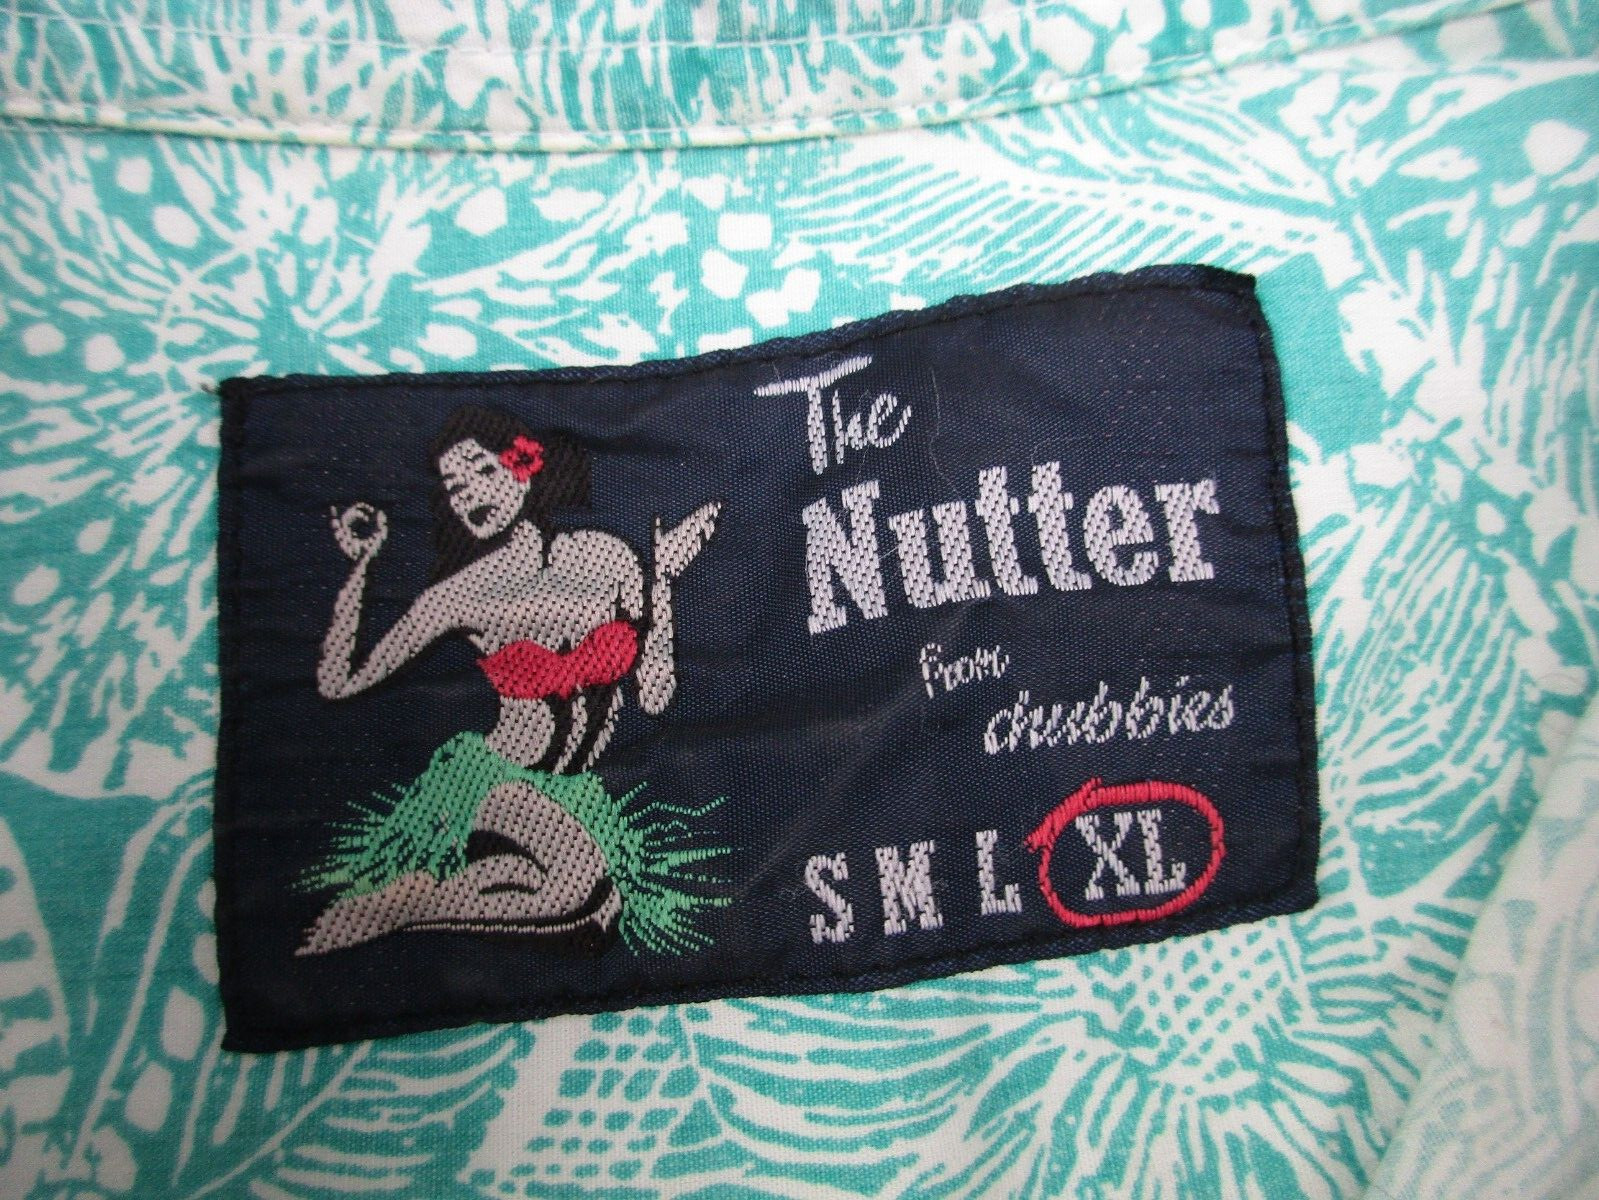 The
Nutter
from
chubbies
S M L XL